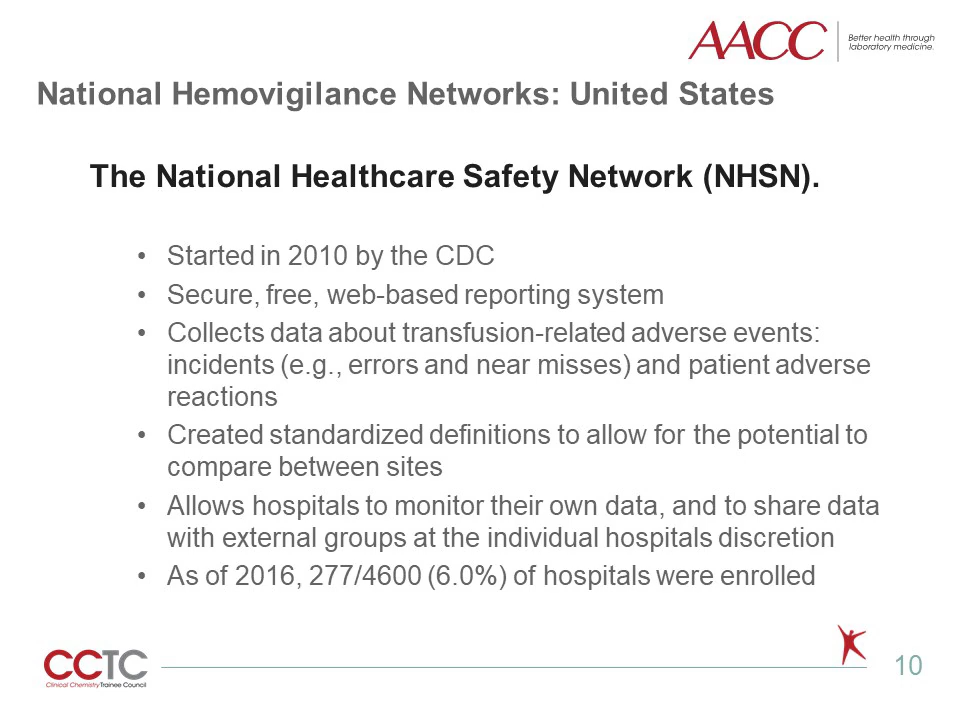 AACC
Better health through
laboratory medicine.
National Hemovigilance Networks: United States
The National Healthcare Safety Network (NHSN).
• Started in 2010 by the CDC
• Secure, free, web-based reporting system
• Collects data about transfusion-related adverse events:
incidents (e.g., errors and near misses) and patient adverse
reactions
• Created standardized definitions to allow for the potential to
compare between sites
• Allows hospitals to monitor their own data, and to share data
with external groups at the individual hospitals discretion
• As of 2016, 277/4600 (6.0%) of hospitals were enrolled
CCTC
Clinical Chemistry Trainee Council
10